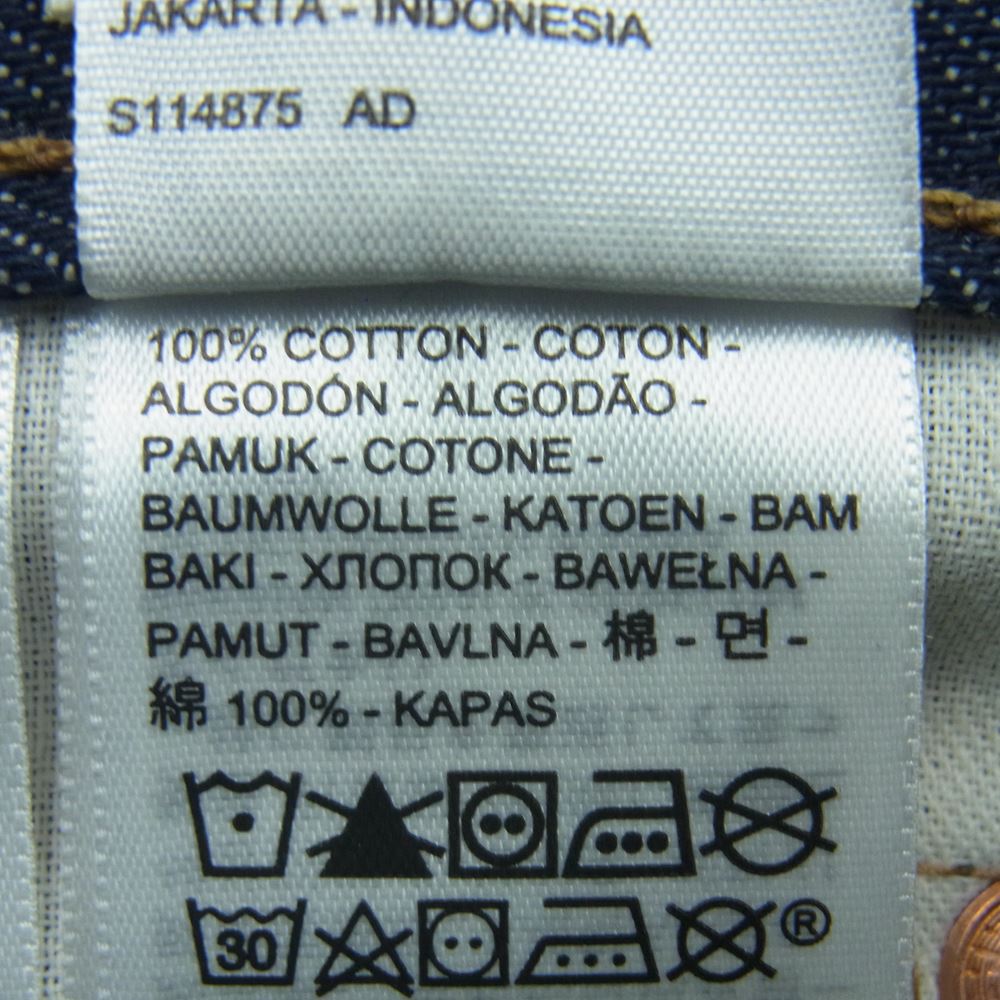 JAKARTA - INDONESIA
S114875 AD
100% COTTON - COTON -
ALGODÓN - ALGODÃO -
PAMUK - COTONE -
BAUMWOLLE - KATOEN - BAM
BAKI - ХЛОПОК - BAWEŁNA -
PAMUT - BAVLNA - 棉 - 면 -
綿 100% - KAPAS
30 ®